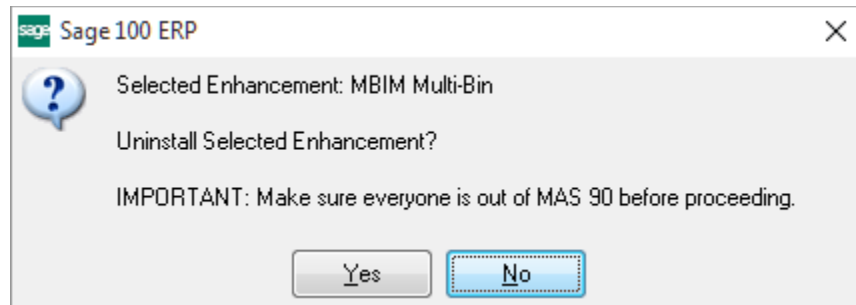 sage Sage 100 ERP
Selected Enhancement: MBIM Multi-Bin
Uninstall Selected Enhancement?
IMPORTANT: Make sure everyone is out of MAS 90 before proceeding.
Yes No